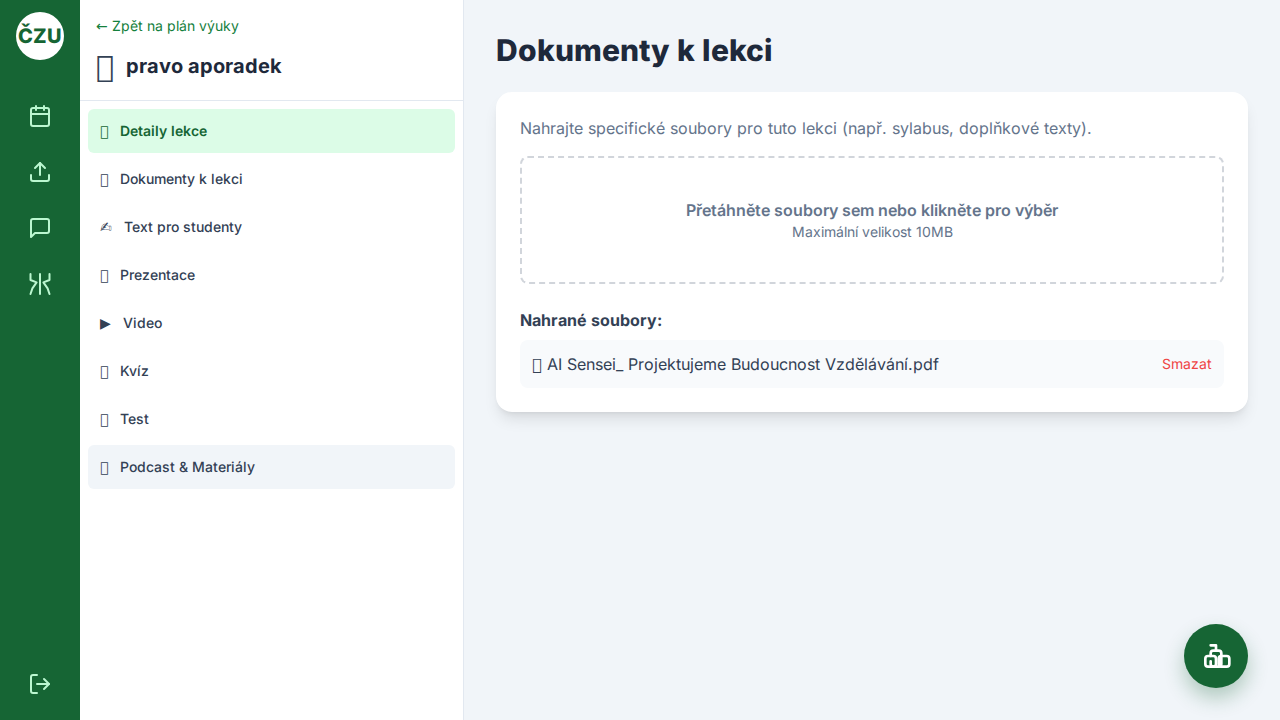 ČZU
← Zpět na plán výuky
pravo aporadek
Detaily lekce
Dokumenty k lekci
✍ Text pro studenty
Prezentace
▶ Video
Kvíz
Test
Podcast & Materiály
Dokumenty k lekci
Nahrajte specifické soubory pro tuto lekci (např. sylabus, doplňkové texty).
Přetáhněte soubory sem nebo klikněte pro výběr
Maximální velikost 10MB
Nahrané soubory:
AI Sensei_ Projektujeme Budoucnost Vzdělávání.pdf
Smazat